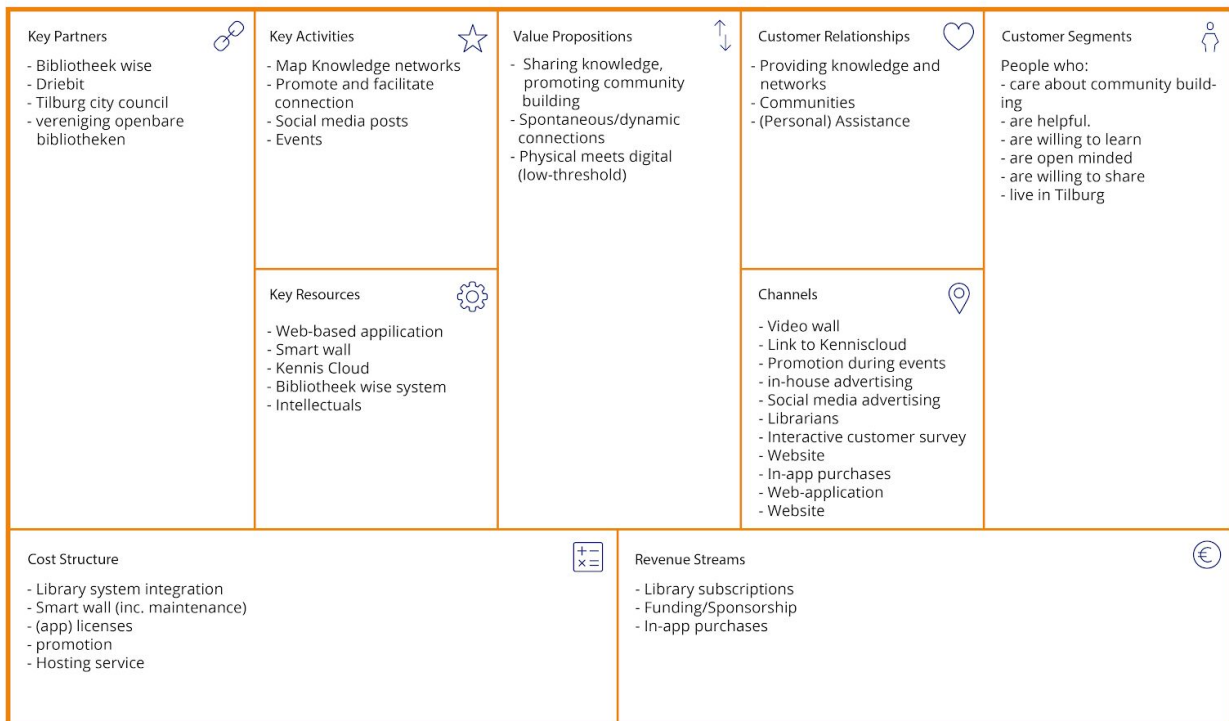 Key Partners
- Bibliotheek wise
- Driebit
- Tilburg city council
- vereniging openbare
bibliotheken
Key Activities
- Map Knowledge networks
- Promote and facilitate
connection
- Social media posts
- Events
Key Resources
- Web-based appilication
- Smart wall
- Kennis Cloud
- Bibliotheek wise system
- Intellectuals
Value Propositions
- Sharing knowledge,
promoting community
building
- Spontaneous/dynamic
connections
- Physical meets digital
(low-threshold)
Customer Relationships
- Providing knowledge and
networks
- Communities
- (Personal) Assistance
Channels
- Video wall
- Link to Kenniscloud
- Promotion during events
- in-house advertising
- Social media advertising
- Librarians
- Interactive customer survey
- Website
- In-app purchases
- Web-application
- Website
Customer Segments
People who:
- care about community build-
ing
- are helpful.
- are willing to learn
- are open minded
- are willing to share
- live in Tilburg
Cost Structure
- Library system integration
- Smart wall (inc. maintenance)
- (app) licenses
- promotion
- Hosting service
Revenue Streams
- Library subscriptions
- Funding/Sponsorship
- In-app purchases